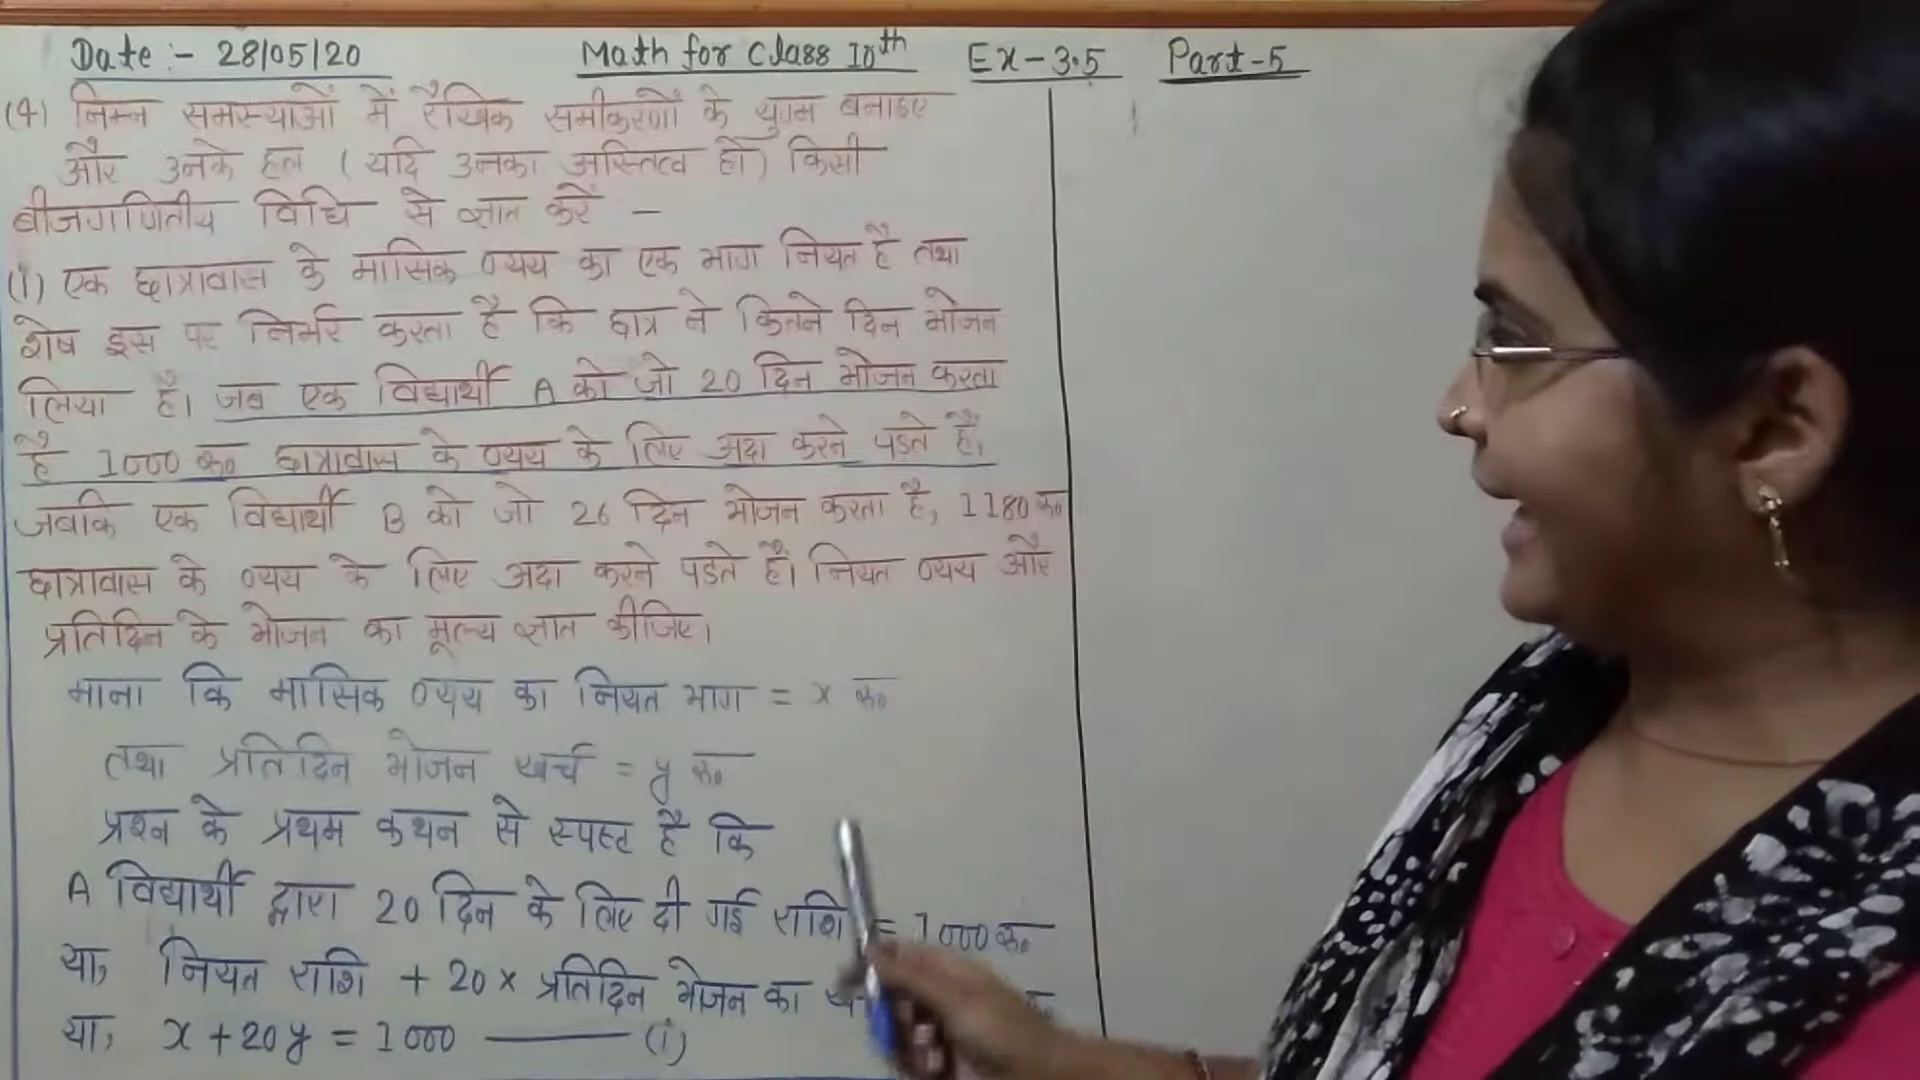 Date :- 28/05/20 Math for Class 10th Ex-3.5 Part-5
(4) निम्न समस्याओं में रैखिक समीकरणों के युग्म बनाइए
और उनके हल (यदि उनका अस्तित्व हो) किसी
बीजगणितीय विधि से ज्ञात करें -
(i) एक छात्रावास के मासिक व्यय का एक भाग नियत है तथा
शेष इस पर निर्भर करता है कि छात्र ने कितने दिन भोजन
लिया है। जब एक विद्यार्थी A को जो 20 दिन भोजन करता
है 1000 रू० छात्रावास के व्यय के लिए अदा करने पड़ते हैं,
जबकि एक विद्यार्थी B को जो 26 दिन भोजन करता है, 1180 रू०
छात्रावास के व्यय के लिए अदा करने पड़ते हैं। नियत व्यय और
प्रतिदिन के भोजन का मूल्य ज्ञात कीजिए।
माना कि मासिक व्यय का नियत भाग = x रू०
तथा प्रतिदिन भोजन खर्च = y रू०
प्रश्न के प्रथम कथन से स्पष्ट है कि
A विद्यार्थी द्वारा 20 दिन के लिए दी गई राशि = 1000 रू०
या, नियत राशि + 20 x प्रतिदिन भोजन का
या, x + 20y = 1000 —— (i)